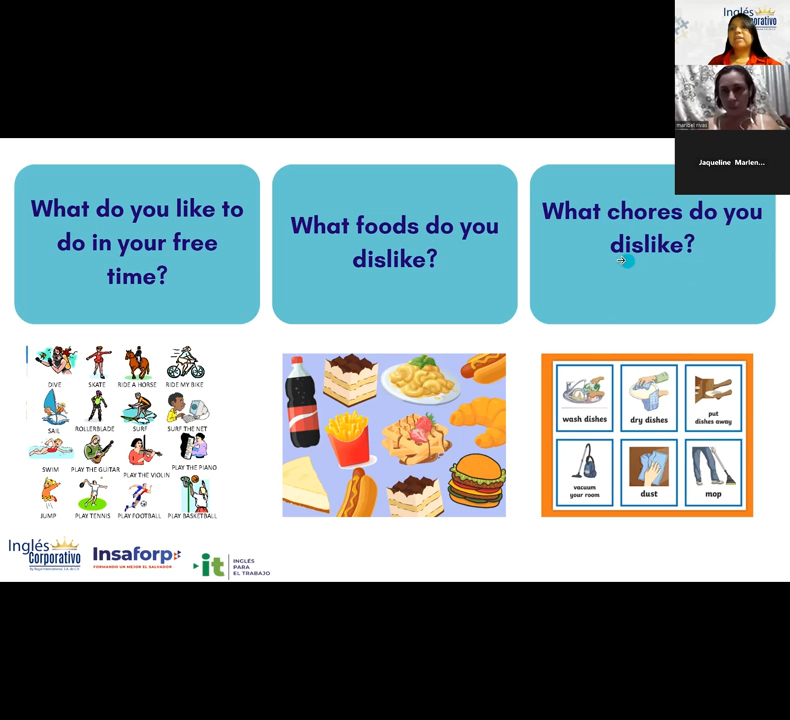 Inglés
Corporativo
maribel rivas
Jaqueline Marlen...
What do you like to
do in your free
time?
What foods do you
dislike?
What chores do you
dislike?
DIVE
SKATE
RIDE A HORSE
RIDE MY BIKE
SAIL
ROLLERBLADE
SURF
SURF THE NET
SWIM
PLAY THE GUITAR
PLAY THE VIOLIN
PLAY THE PIANO
JUMP
PLAY TENNIS
PLAY FOOTBALL
PLAY BASKETBALL
wash dishes
dry dishes
put
dishes away
vacuum
your room
dust
mop
Inglés
Corporativo
Insaforp
FORMANDO UN MEJOR EL SALVADOR
it
INGLÉS
PARA
EL TRABAJO